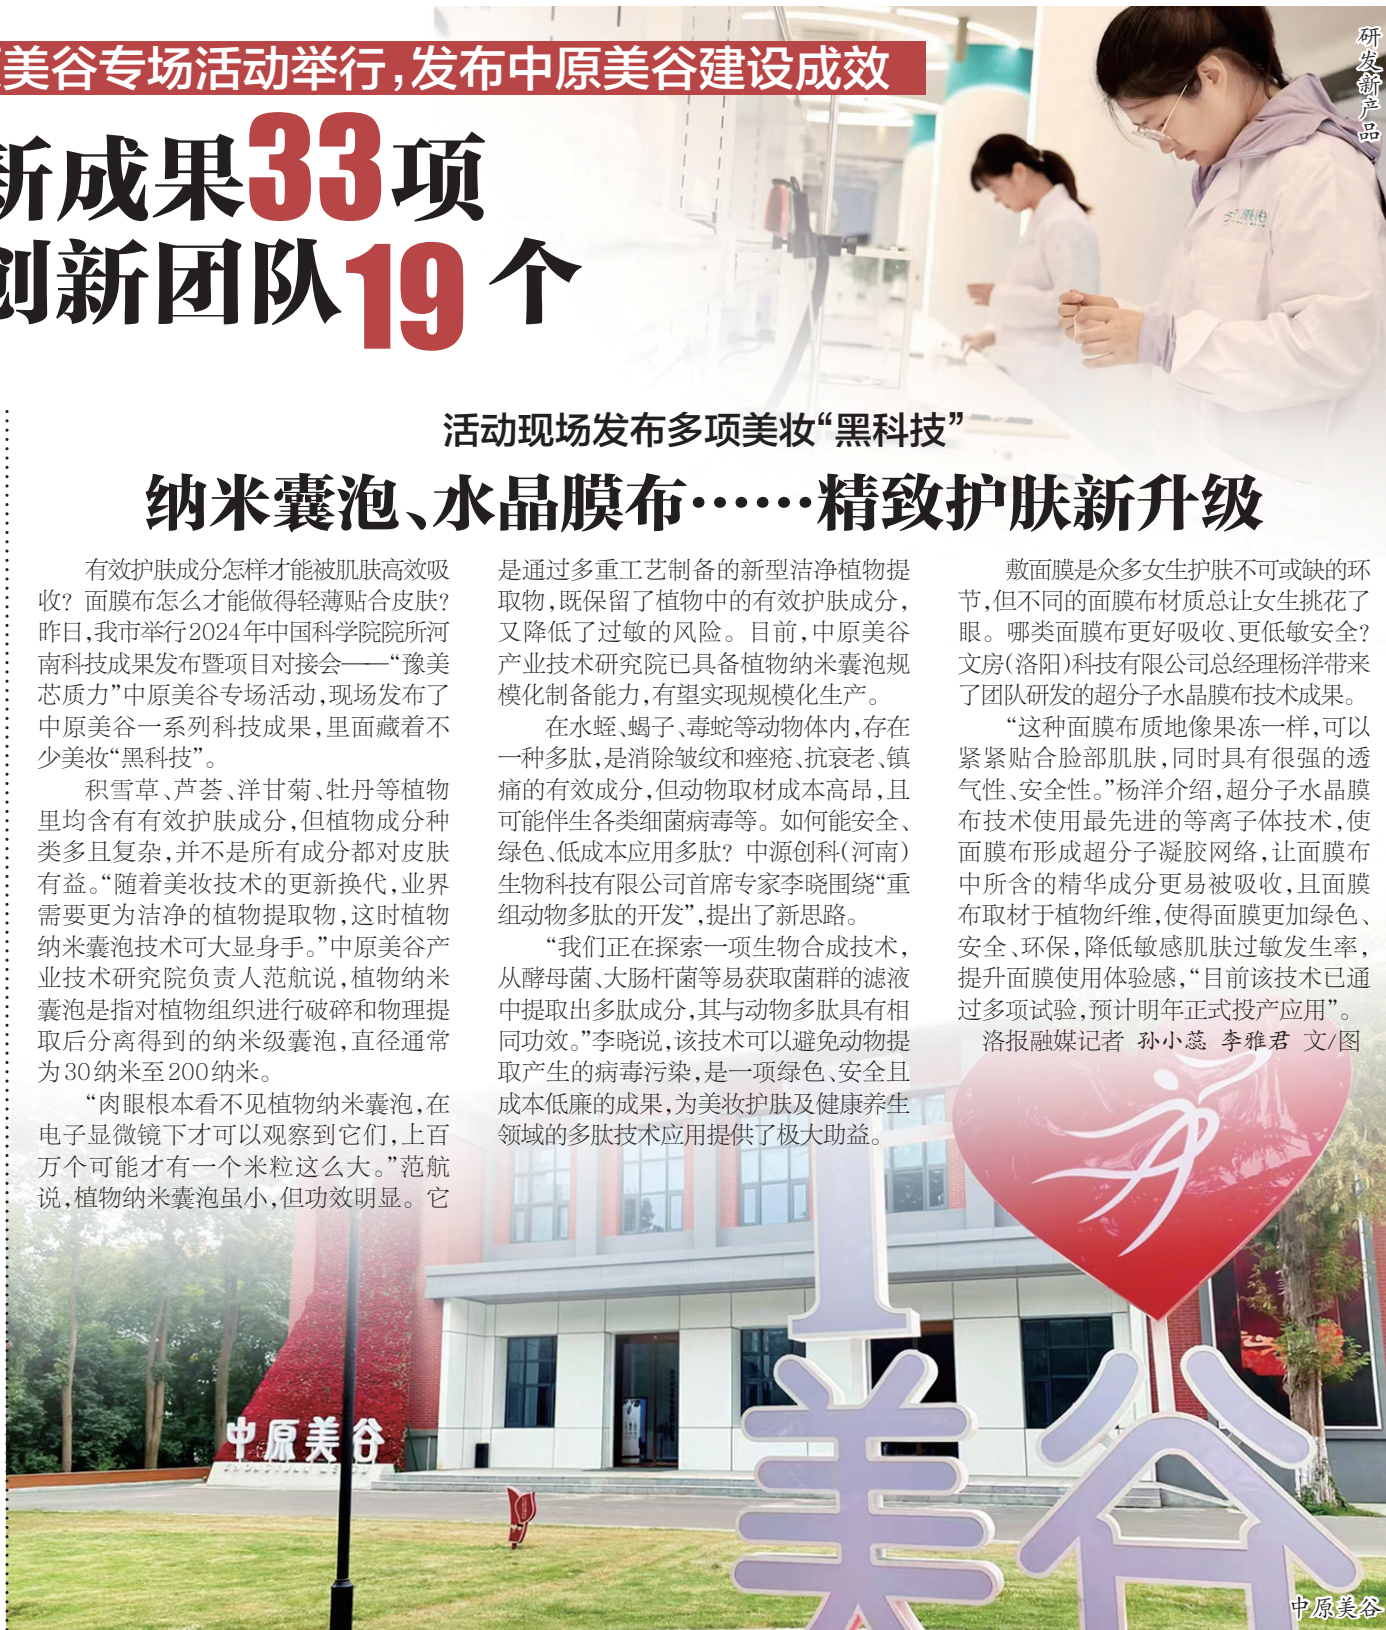 美谷专场活动举行,发布中原美谷建设成效
新成果33项
创新团队19个
研发新产品
活动现场发布多项美妆“黑科技”
纳米囊泡、水晶膜布……精致护肤新升级
有效护肤成分怎样才能被肌肤高效吸
收？面膜布怎么才能做得轻薄贴合皮肤？
昨日,我市举行2024年中国科学院院所河
南科技成果发布暨项目对接会——“豫美
芯质力”中原美谷专场活动,现场发布了
中原美谷一系列科技成果,里面藏着不
少美妆“黑科技”。
积雪草、芦荟、洋甘菊、牡丹等植物
里均含有有效护肤成分,但植物成分种
类多且复杂,并不是所有成分都对皮肤
有益。“随着美妆技术的更新换代,业界
需要更为洁净的植物提取物,这时植物
纳米囊泡技术可大显身手。”中原美谷产
业技术研究院负责人范航说,植物纳米
囊泡是指对植物组织进行破碎和物理提
取后分离得到的纳米级囊泡,直径通常
为30纳米至200纳米。
“肉眼根本看不见植物纳米囊泡,在
电子显微镜下才可以观察到它们,上百
万个可能才有一个米粒这么大。”范航
说,植物纳米囊泡虽小,但功效明显。它
是通过多重工艺制备的新型洁净植物提
取物,既保留了植物中的有效护肤成分,
又降低了过敏的风险。目前,中原美谷
产业技术研究院已具备植物纳米囊泡规
模化制备能力,有望实现规模化生产。
在水蛭、蝎子、毒蛇等动物体内,存在
一种多肽,是消除皱纹和痤疮、抗衰老、镇
痛的有效成分,但动物取材成本高昂,且
可能伴生各类细菌病毒等。如何能安全、
绿色、低成本应用多肽？中源创科(河南)
生物科技有限公司首席专家李晓围绕“重
组动物多肽的开发”,提出了新思路。
“我们正在探索一项生物合成技术,
从酵母菌、大肠杆菌等易获取菌群的滤液
中提取出多肽成分,其与动物多肽具有相
同功效。”李晓说,该技术可以避免动物提
取产生的病毒污染,是一项绿色、安全且
成本低廉的成果,为美妆护肤及健康养生
领域的多肽技术应用提供了极大助益。
敷面膜是众多女生护肤不可或缺的环
节,但不同的面膜布材质总让女生挑花了
眼。哪类面膜布更好吸收、更低敏安全？
文房(洛阳)科技有限公司总经理杨洋带来
了团队研发的超分子水晶膜布技术成果。
“这种面膜布质地像果冻一样,可以
紧紧贴合脸部肌肤,同时具有很强的透
气性、安全性。”杨洋介绍,超分子水晶膜
布技术使用最先进的等离子体技术,使
面膜布形成超分子凝胶网络,让面膜布
中所含的精华成分更易被吸收,且面膜
布取材于植物纤维,使得面膜更加绿色、
安全、环保,降低敏感肌肤过敏发生率,
提升面膜使用体验感,“目前该技术已通
过多项试验,预计明年正式投产应用”。
洛报融媒记者 孙小蕊 李雅君 文/图
中原美谷
I
美谷
中原美谷